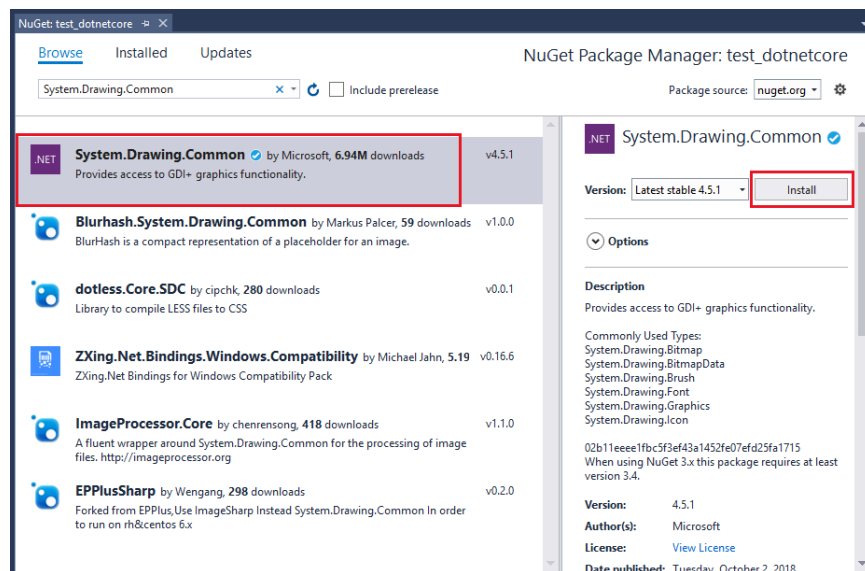 NuGet: test_dotnetcore
Browse Installed Updates
NuGet Package Manager: test_dotnetcore
System.Drawing.Common
Include prerelease
Package source: nuget.org
.NET
System.Drawing.Common by Microsoft, 6.94M downloads v4.5.1
Provides access to GDI+ graphics functionality.
Blurhash.System.Drawing.Common by Markus Palcer, 59 downloads v1.0.0
BlurHash is a compact representation of a placeholder for an image.
dotless.Core.SDC by cipchk, 280 downloads v0.0.1
Library to compile LESS files to CSS
ZXing.Net.Bindings.Windows.Compatibility by Michael Jahn, 5.19 v0.16.6
ZXing.Net Bindings for Windows Compatibility Pack
ImageProcessor.Core by chenrensong, 418 downloads v1.1.0
A fluent wrapper around System.Drawing.Common for the processing of image
files. http://imageprocessor.org
EPPlusSharp by Wengang, 298 downloads v0.2.0
Forked from EPPlus,Use ImageSharp Instead System.Drawing.Common In order
to run on rh&centos 6.x
.NET
System.Drawing.Common
Version: Latest stable 4.5.1 Install
Options
Description
Provides access to GDI+ graphics functionality.
Commonly Used Types:
System.Drawing.Bitmap
System.Drawing.BitmapData
System.Drawing.Brush
System.Drawing.Font
System.Drawing.Graphics
System.Drawing.Icon
02b11eeee1fbc5f3ef43a1452fe07efd25fa1715
When using NuGet 3.x this package requires at least
version 3.4.
Version: 4.5.1
Author(s): Microsoft
License: View License
Date published: Tuesday, October 2, 2018